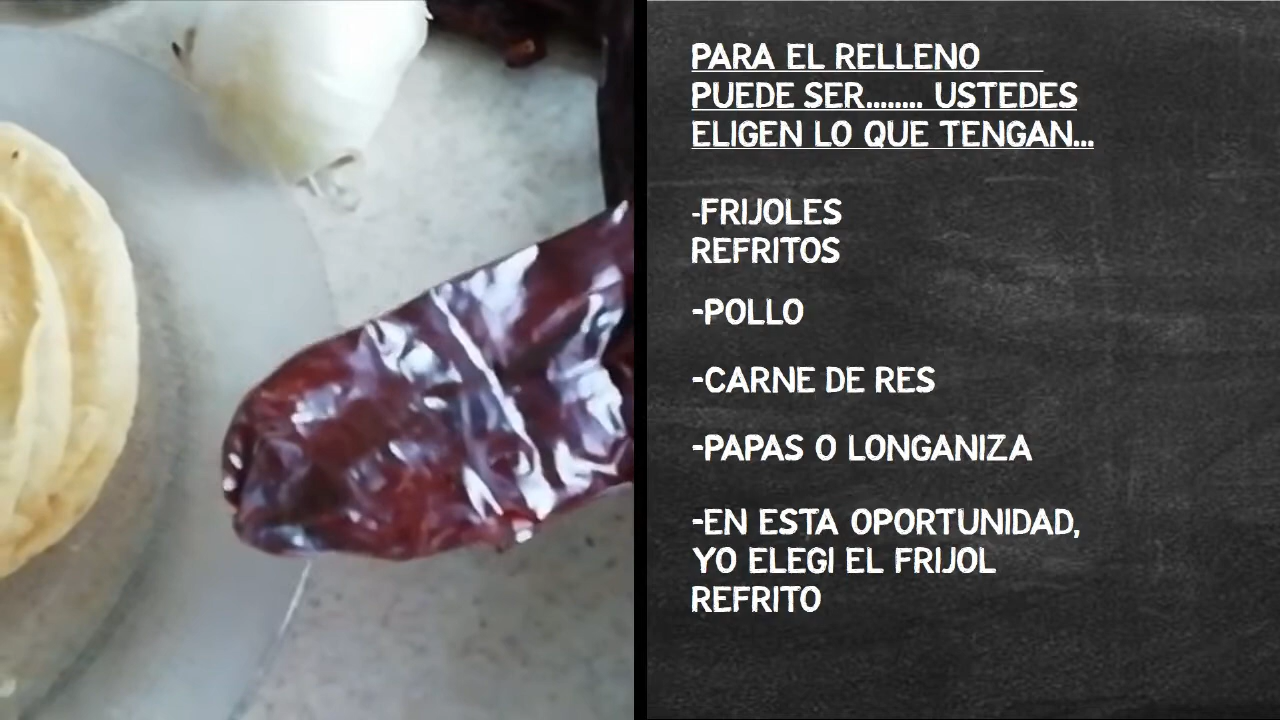 PARA EL RELLENO
PUEDE SER........ USTEDES
ELIGEN LO QUE TENGAN...
-FRIJOLES
REFRITOS
-POLLO
-CARNE DE RES
-PAPAS O LONGANIZA
-EN ESTA OPORTUNIDAD,
YO ELEGI EL FRIJOL
REFRITO